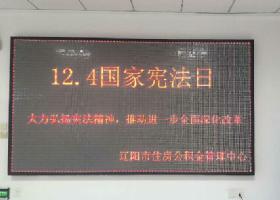 12.4国家宪法日
大力弘扬宪法精神，推动进一步全面深化改革
辽阳市住房公积金管理中心